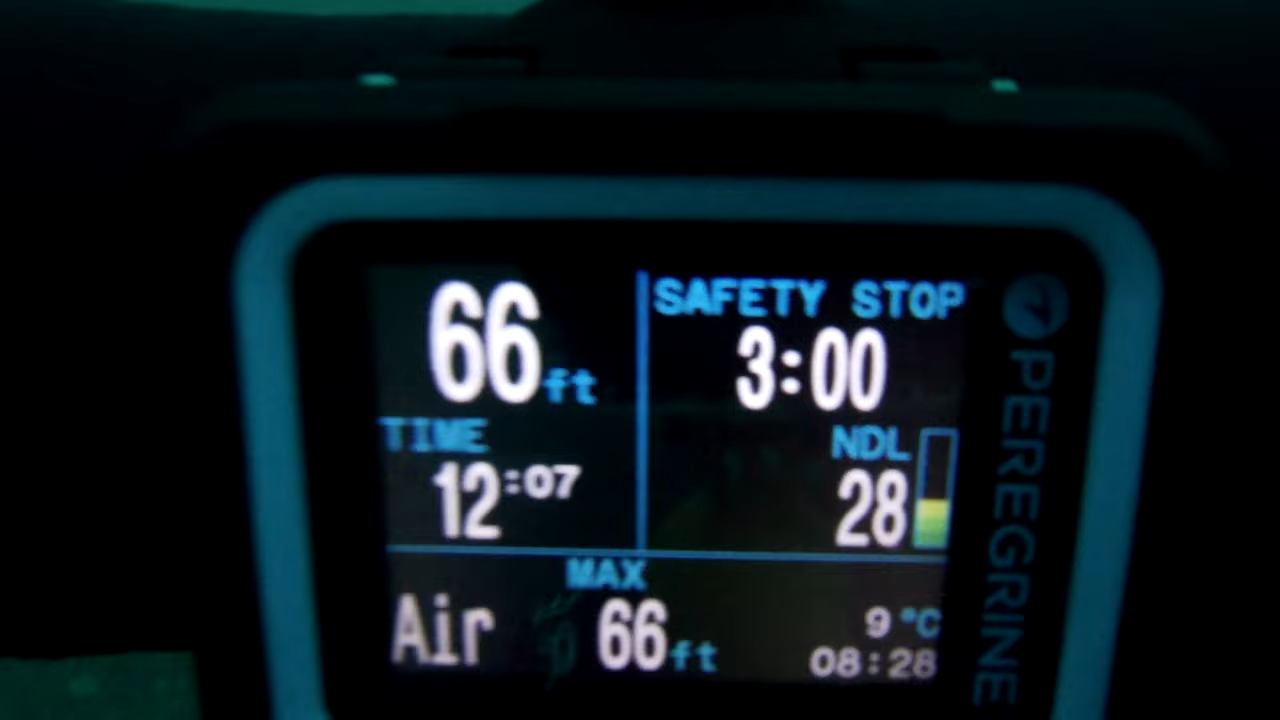 66ft
SAFETY STOP
3:00
TIME
12:07
NDL
28
MAX
Air
66ft
9°C
08:28
PEREGRINE